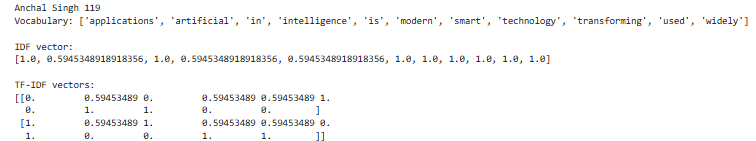 Anchal Singh 119
Vocabulary: ['applications', 'artificial', 'in', 'intelligence', 'is', 'modern', 'smart', 'technology', 'transforming', 'used', 'widely']

IDF vector:
[1.0, 0.5945348918918356, 1.0, 0.5945348918918356, 0.5945348918918356, 1.0, 1.0, 1.0, 1.0, 1.0, 1.0]

TF-IDF vectors:
[[0.         0.59453489 0.         0.59453489 0.59453489 1.
  0.         1.         1.         0.         0.        ]
 [1.         0.59453489 1.         0.59453489 0.59453489 0.
  1.         0.         0.         1.         1.        ]]